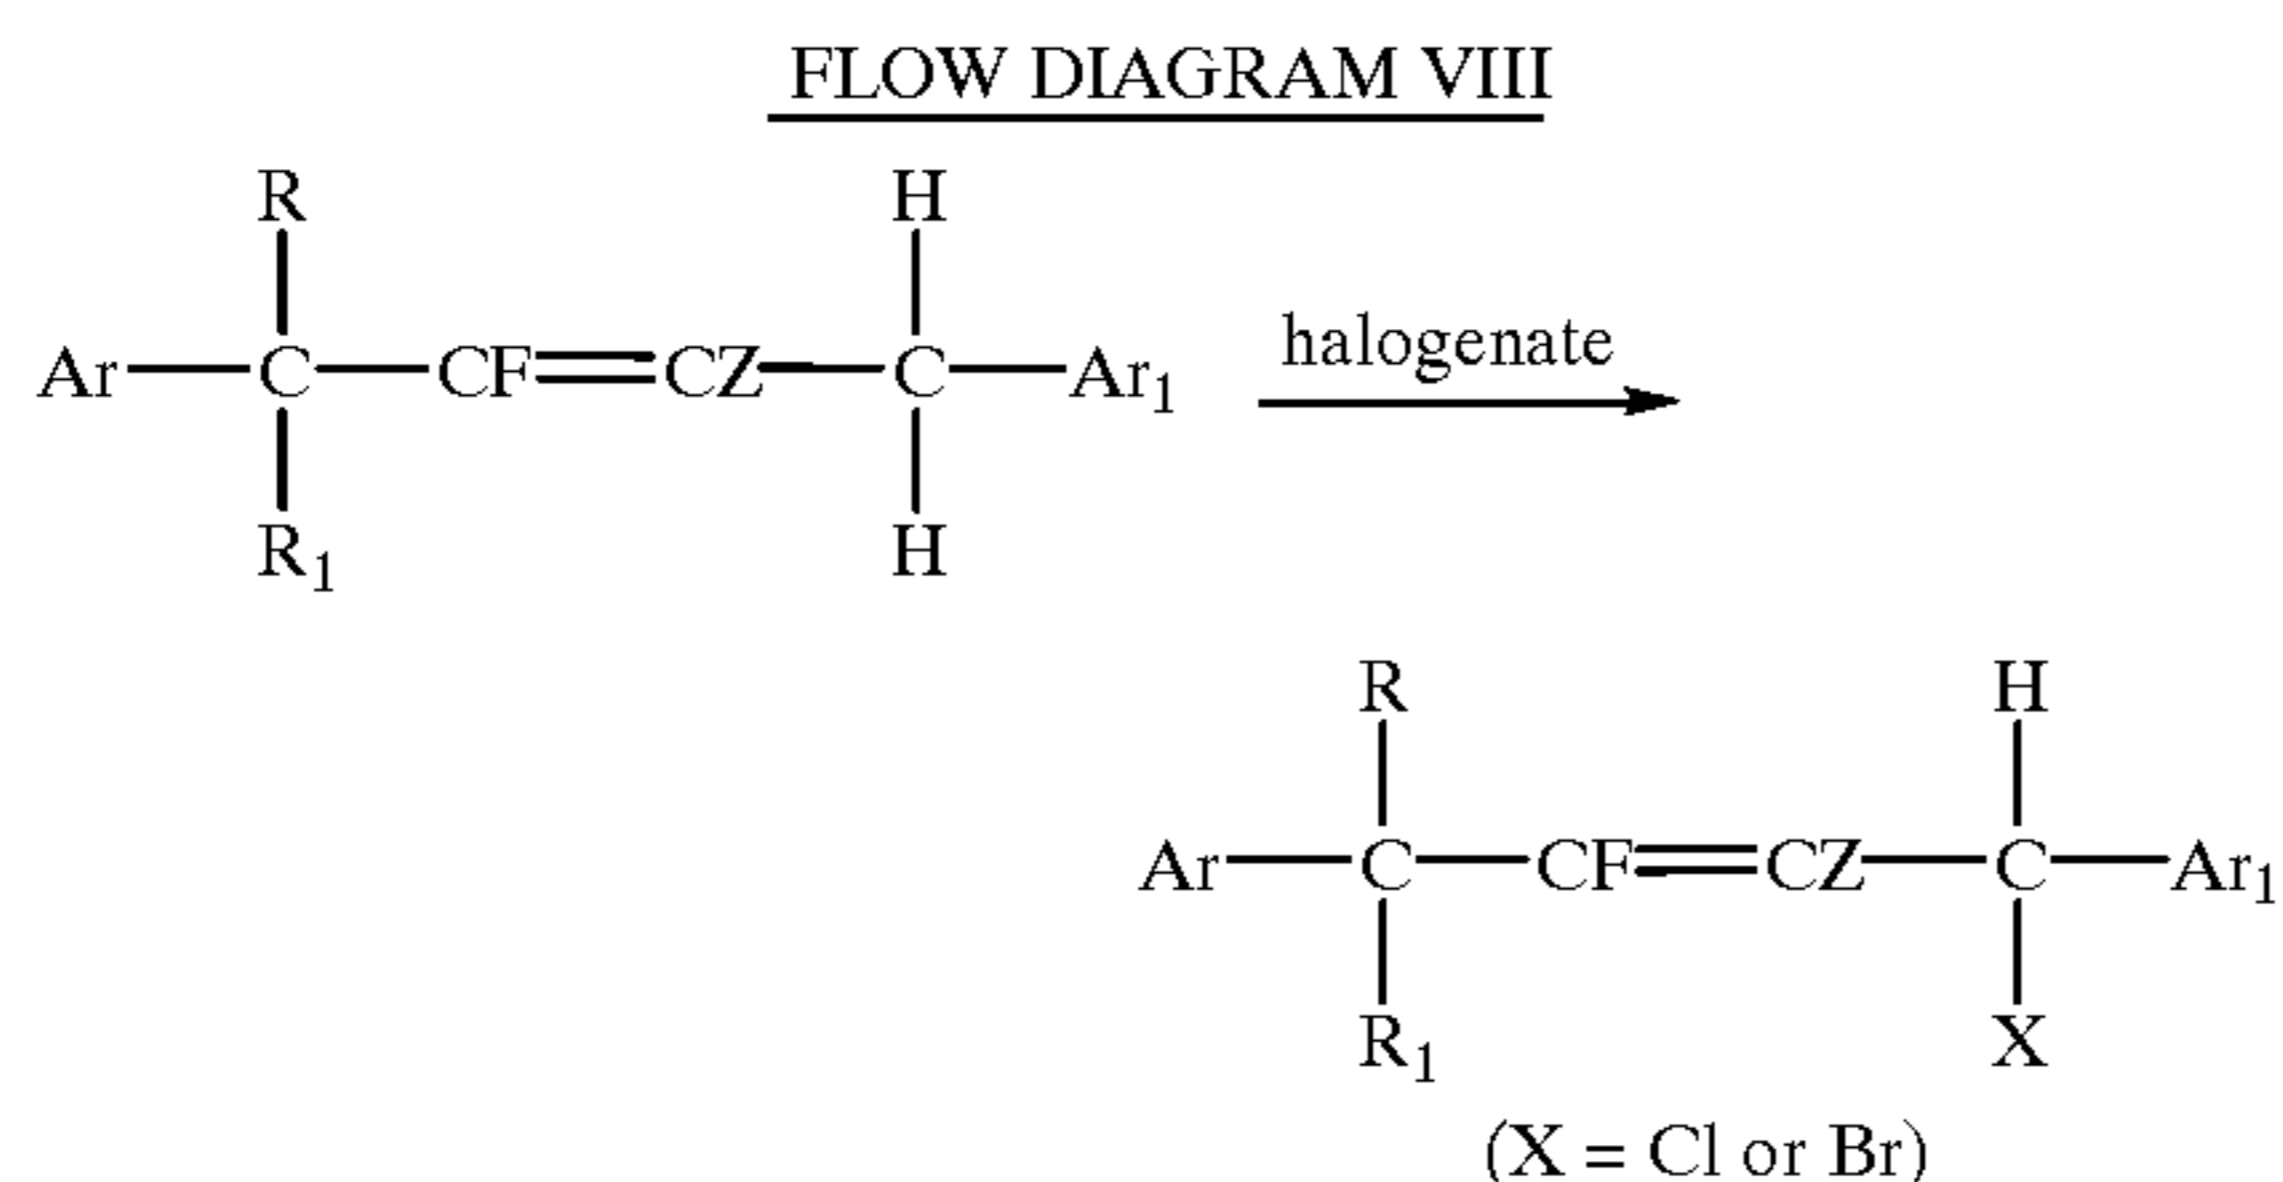 FLOW DIAGRAM VIII
R H
Ar C CF CZ C Ar1
halogenate
R1 H
R H
Ar C CF CZ C Ar1
R1 X
(X = Cl or Br)